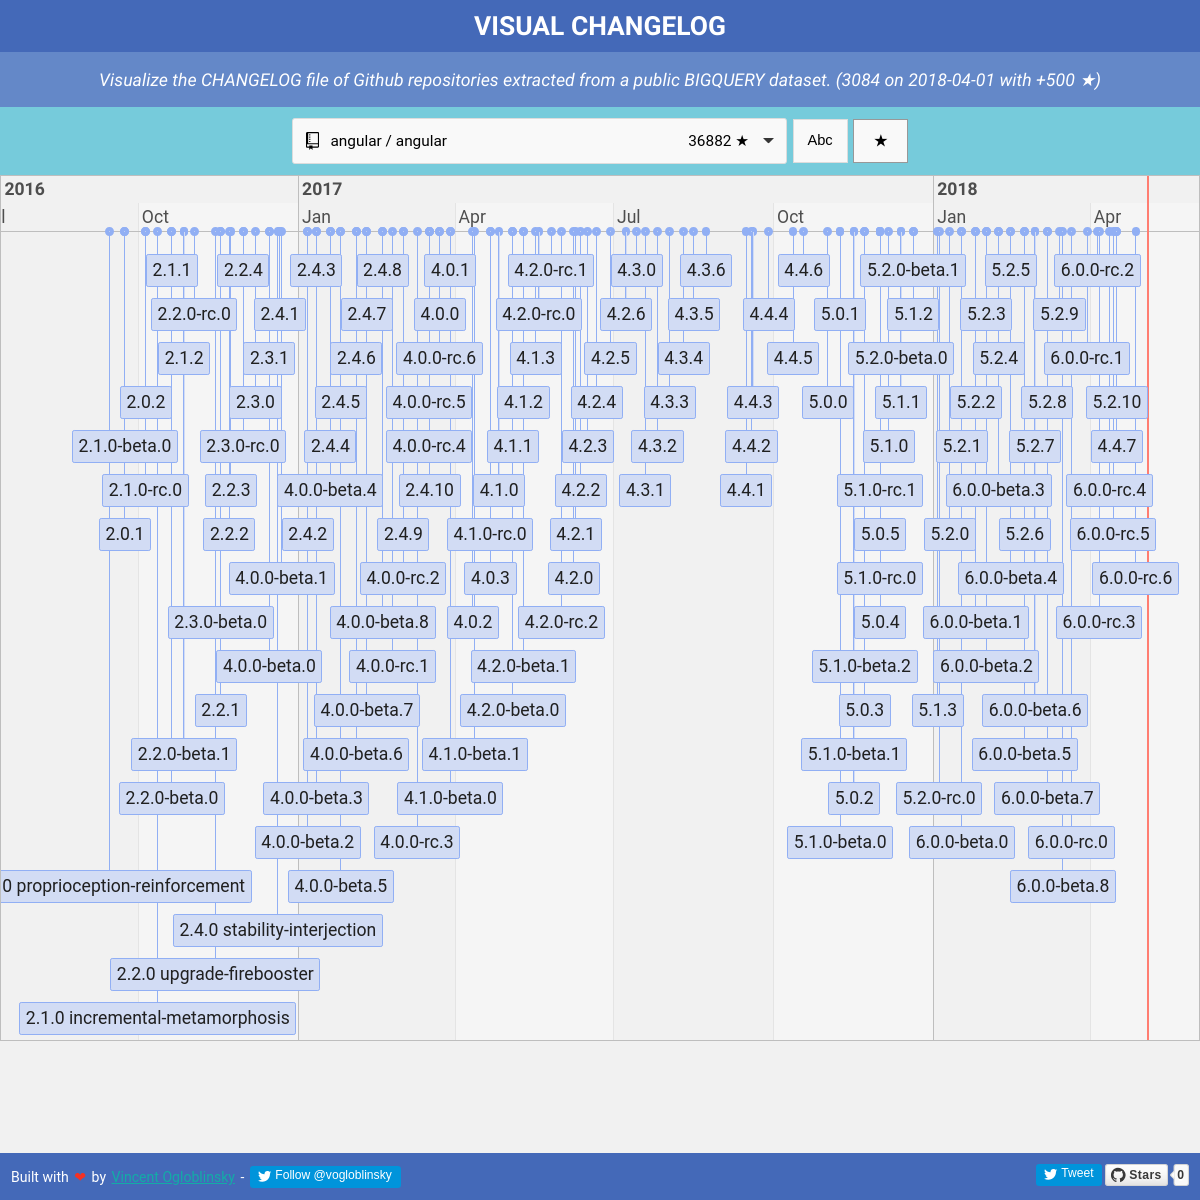 VISUAL CHANGELOG
Visualize the CHANGELOG file of Github repositories extracted from a public BIGQUERY dataset. (3084 on 2018-04-01 with +500 ★)
angular / angular 36882 ★ Abc ★
2016 2017 2018
l Oct Jan Apr Jul Oct Jan Apr
2.1.1 2.2.4 2.4.3 2.4.8 4.0.1 4.2.0-rc.1 4.3.0 4.3.6 4.4.6 5.2.0-beta.1 5.2.5 6.0.0-rc.2
2.2.0-rc.0 2.4.1 2.4.7 4.0.0 4.2.0-rc.0 4.2.6 4.3.5 4.4.4 5.0.1 5.1.2 5.2.3 5.2.9
2.1.2 2.3.1 2.4.6 4.0.0-rc.6 4.1.3 4.2.5 4.3.4 4.4.5 5.2.0-beta.0 5.2.4 6.0.0-rc.1
2.0.2 2.3.0 2.4.5 4.0.0-rc.5 4.1.2 4.2.4 4.3.3 4.4.3 5.0.0 5.1.1 5.2.2 5.2.8 5.2.10
2.1.0-beta.0 2.3.0-rc.0 2.4.4 4.0.0-rc.4 4.1.1 4.2.3 4.3.2 4.4.2 5.1.0 5.2.1 5.2.7 4.4.7
2.1.0-rc.0 2.2.3 4.0.0-beta.4 2.4.10 4.1.0 4.2.2 4.3.1 4.4.1 5.1.0-rc.1 6.0.0-beta.3 6.0.0-rc.4
2.0.1 2.2.2 2.4.2 2.4.9 4.1.0-rc.0 4.2.1 5.0.5 5.2.0 5.2.6 6.0.0-rc.5
4.0.0-beta.1 4.0.0-rc.2 4.0.3 4.2.0 5.1.0-rc.0 6.0.0-beta.4 6.0.0-rc.6
2.3.0-beta.0 4.0.0-beta.8 4.0.2 4.2.0-rc.2 5.0.4 6.0.0-beta.1 6.0.0-rc.3
4.0.0-beta.0 4.0.0-rc.1 4.2.0-beta.1 5.1.0-beta.2 6.0.0-beta.2
2.2.1 4.0.0-beta.7 4.2.0-beta.0 5.0.3 5.1.3 6.0.0-beta.6
2.2.0-beta.1 4.0.0-beta.6 4.1.0-beta.1 5.1.0-beta.1 6.0.0-beta.5
2.2.0-beta.0 4.0.0-beta.3 4.1.0-beta.0 5.0.2 5.2.0-rc.0 6.0.0-beta.7
4.0.0-beta.2 4.0.0-rc.3 5.1.0-beta.0 6.0.0-beta.0 6.0.0-rc.0
0 proprioception-reinforcement 4.0.0-beta.5 6.0.0-beta.8
2.4.0 stability-interjection
2.2.0 upgrade-firebooster
2.1.0 incremental-metamorphosis
Built with ❤ by Vincent Ogloblinsky - Follow @vogloblinsky Tweet Stars 0